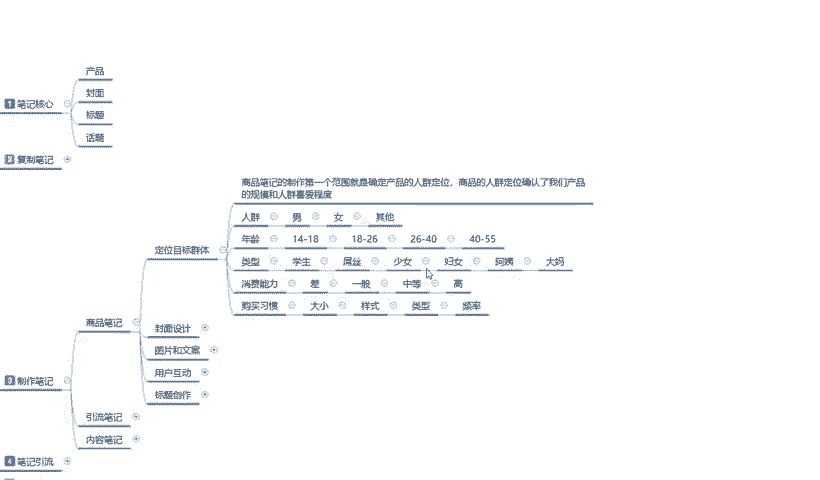 产品
1 笔记核心
封面
标题
话题
2 复制笔记
商品笔记的制作第一个范围就是确定产品的人群定位，商品的人群定位确认了我们产品
的规模和人群喜爱程度
人群 男 女 其他
定位目标群体
年龄 14-18 18-26 26-40 40-55
类型 学生 屌丝 少女 妇女 阿姨 大妈
消费能力 差 一般 中等 高
购买习惯 大小 样式 类型 频率
商品笔记
封面设计
图片和文案
用户互动
3 制作笔记
标题创作
引流笔记
内容笔记
4 笔记引流